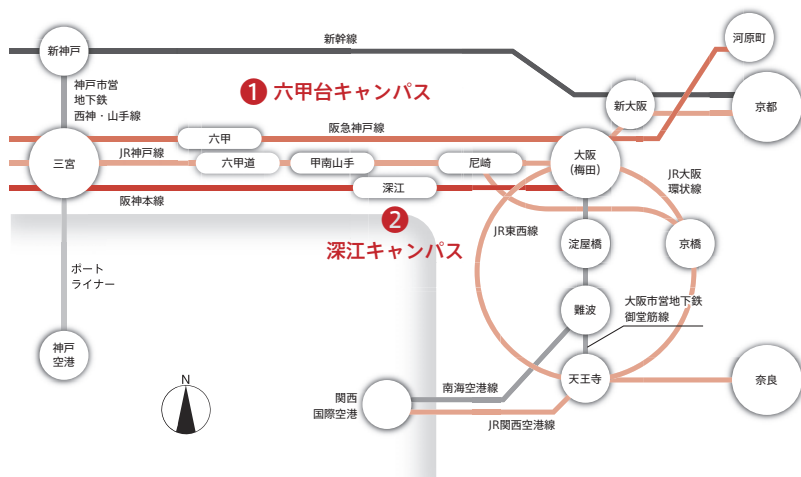 新幹線
新神戸
河原町
神戸市営
地下鉄
西神・山手線
❶ 六甲台キャンパス
新大阪
京都
阪急神戸線
六甲
JR神戸線
三宮
六甲道
甲南山手
尼崎
大阪
(梅田)
深江
阪神本線
JR大阪
環状線
❷
深江キャンパス
JR東西線
淀屋橋
京橋
ポート
ライナー
難波
大阪市営地下鉄
御堂筋線
神戸
空港
N
天王寺
奈良
関西
国際空港
南海空港線
JR関西空港線